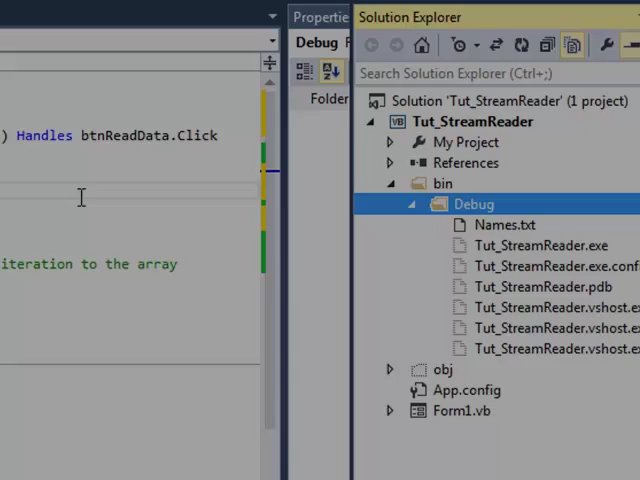 Propertie
Solution Explorer
Debug F
Search Solution Explorer (Ctrl+;)
Folder
Solution 'Tut_StreamReader' (1 project)
) Handles btnReadData.Click
VB Tut_StreamReader
My Project
References
bin
Debug
Names.txt
Tut_StreamReader.exe
iteration to the array
Tut_StreamReader.exe.confi
Tut_StreamReader.pdb
Tut_StreamReader.vshost.ex
Tut_StreamReader.vshost.ex
Tut_StreamReader.vshost.ex
obj
App.config
Form1.vb